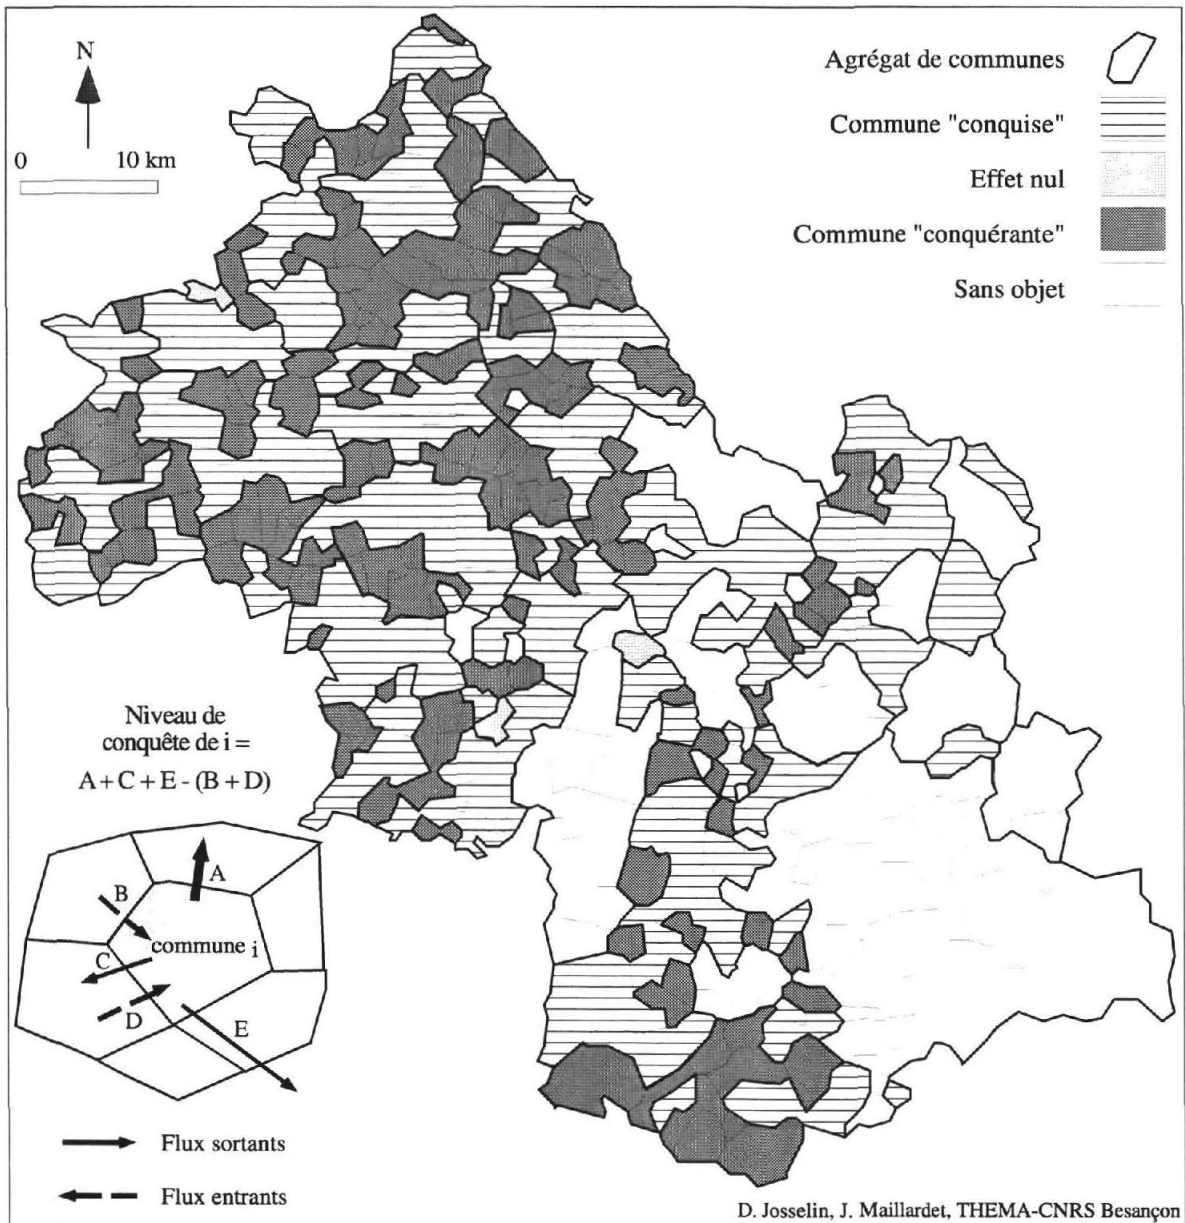 N
0 10 km
Agrégat de communes
Commune "conquise"
Effet nul
Commune "conquérante"
Sans objet
Niveau de
conquête de i =
A + C + E - (B + D)
A
B
commune i
C
D
E
Flux sortants
Flux entrants
D. Josselin, J. Maillardet, THEMA-CNRS Besançon